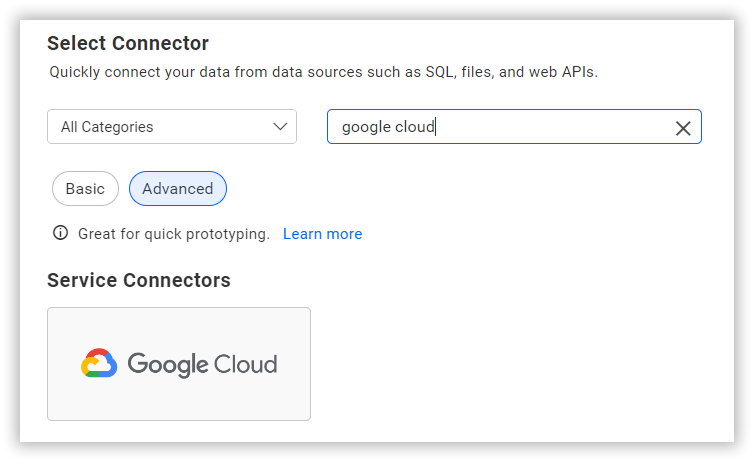 Select Connector
Quickly connect your data from data sources such as SQL, files, and web APIs.
All Categories
google cloud
Basic
Advanced
Great for quick prototyping. Learn more
Service Connectors
Google Cloud